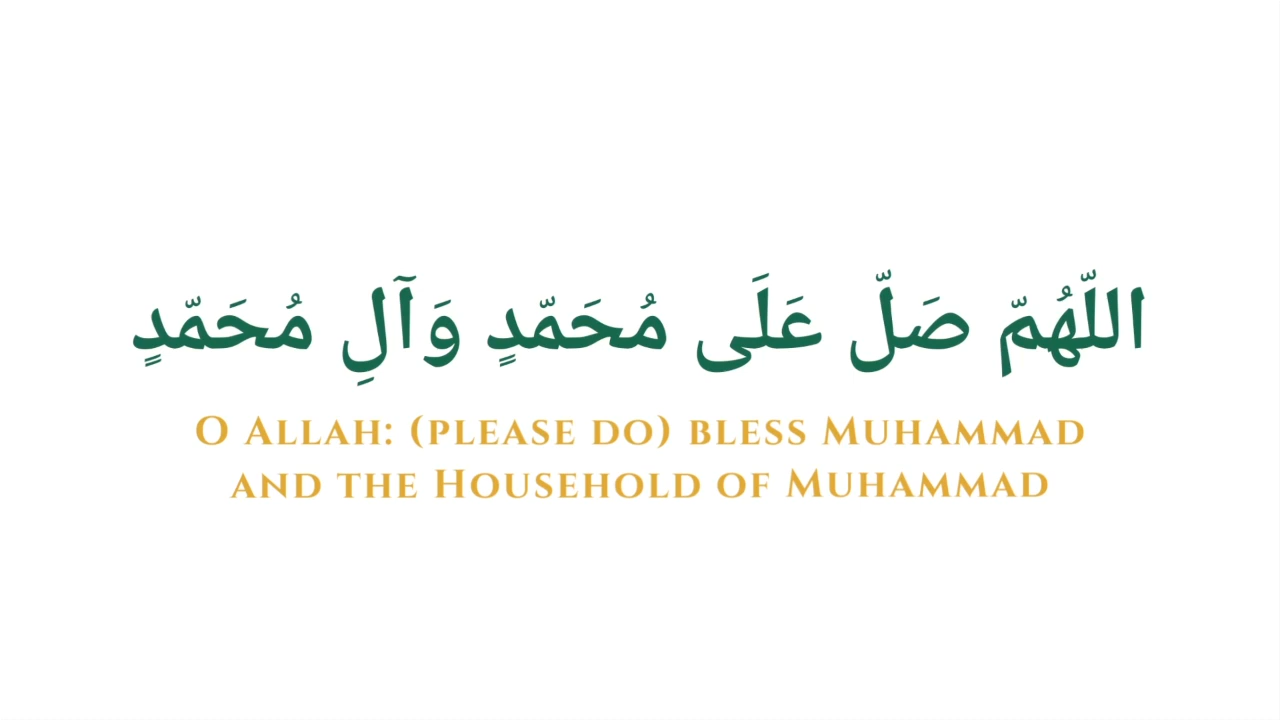 اللّهُمّ صَلّ عَلَى مُحَمّدٍ وَآلِ مُحَمّدٍ
O Allah: (please do) bless Muhammad
and the Household of Muhammad